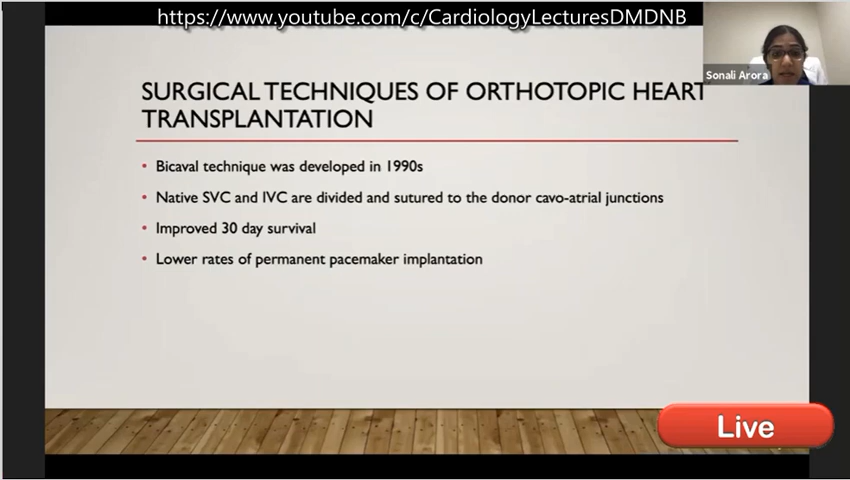 https://www.youtube.com/c/CardiologyLecturesDMDNB
Sonali Arora
SURGICAL TECHNIQUES OF ORTHOTOPIC HEART
TRANSPLANTATION
• Bicaval technique was developed in 1990s
• Native SVC and IVC are divided and sutured to the donor cavo-atrial junctions
• Improved 30 day survival
• Lower rates of permanent pacemaker implantation
Live